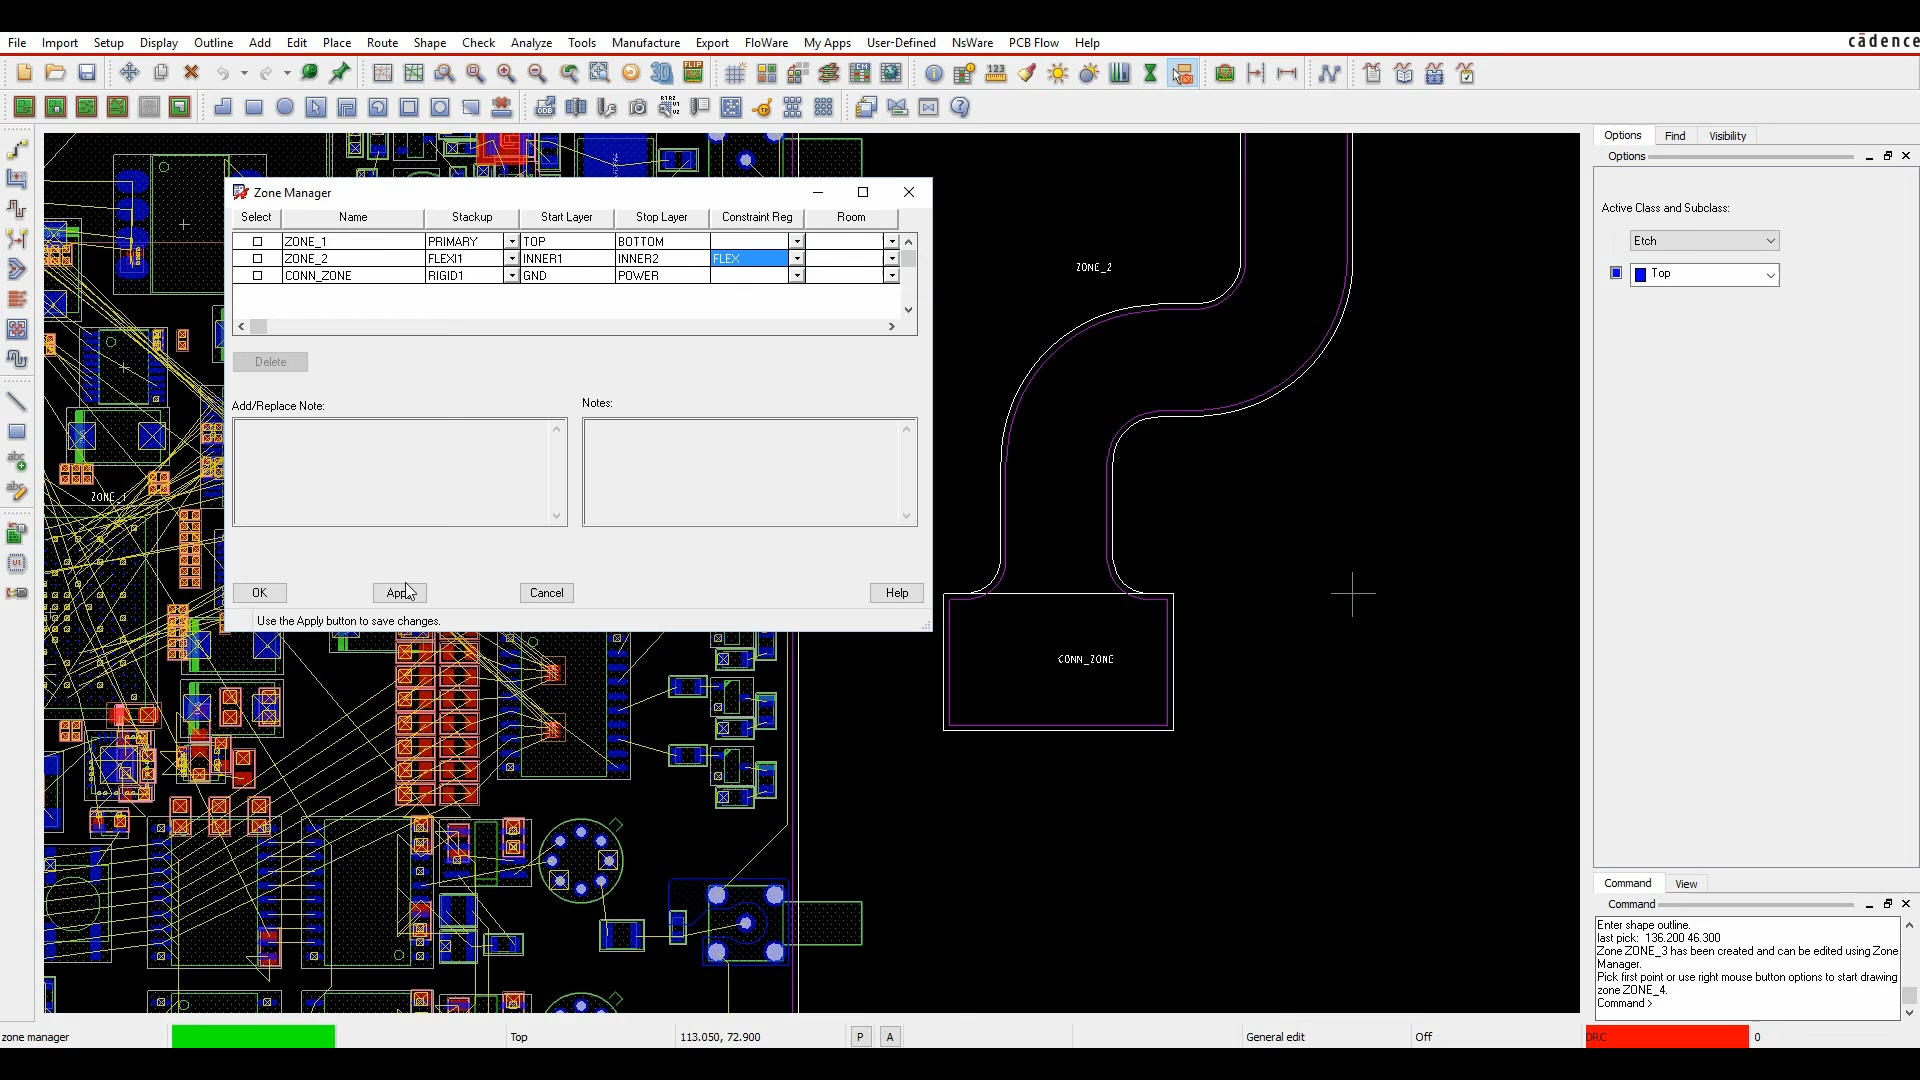 File Import Setup Display Outline Add Edit Place Route Shape Check Analyze Tools Manufacture Export FloWare My Apps User-Defined NsWare PCB Flow Help
cādence
Zone Manager
Select Name Stackup Start Layer Stop Layer Constraint Reg Room
ZONE_1 PRIMARY TOP BOTTOM
ZONE_2 FLEXI1 INNER1 INNER2 FLEX
CONN_ZONE RIGID1 GND POWER
Delete
Add/Replace Note:
Notes:
OK
Cancel
Help
Use the Apply button to save changes.
ZONE_1
ZONE_2
CONN_ZONE
Options Find Visibility
Options
Active Class and Subclass:
Etch
Top
Command View
Command
Enter shape outline.
last pick: 136.200 46.300
Zone ZONE_3 has been created and can be edited using Zone
Manager.
Pick first point or use right mouse button options to start drawing
zone ZONE_4.
Command >
zone manager
Top
113.050, 72.900
P
A
General edit
Off
DRC
0